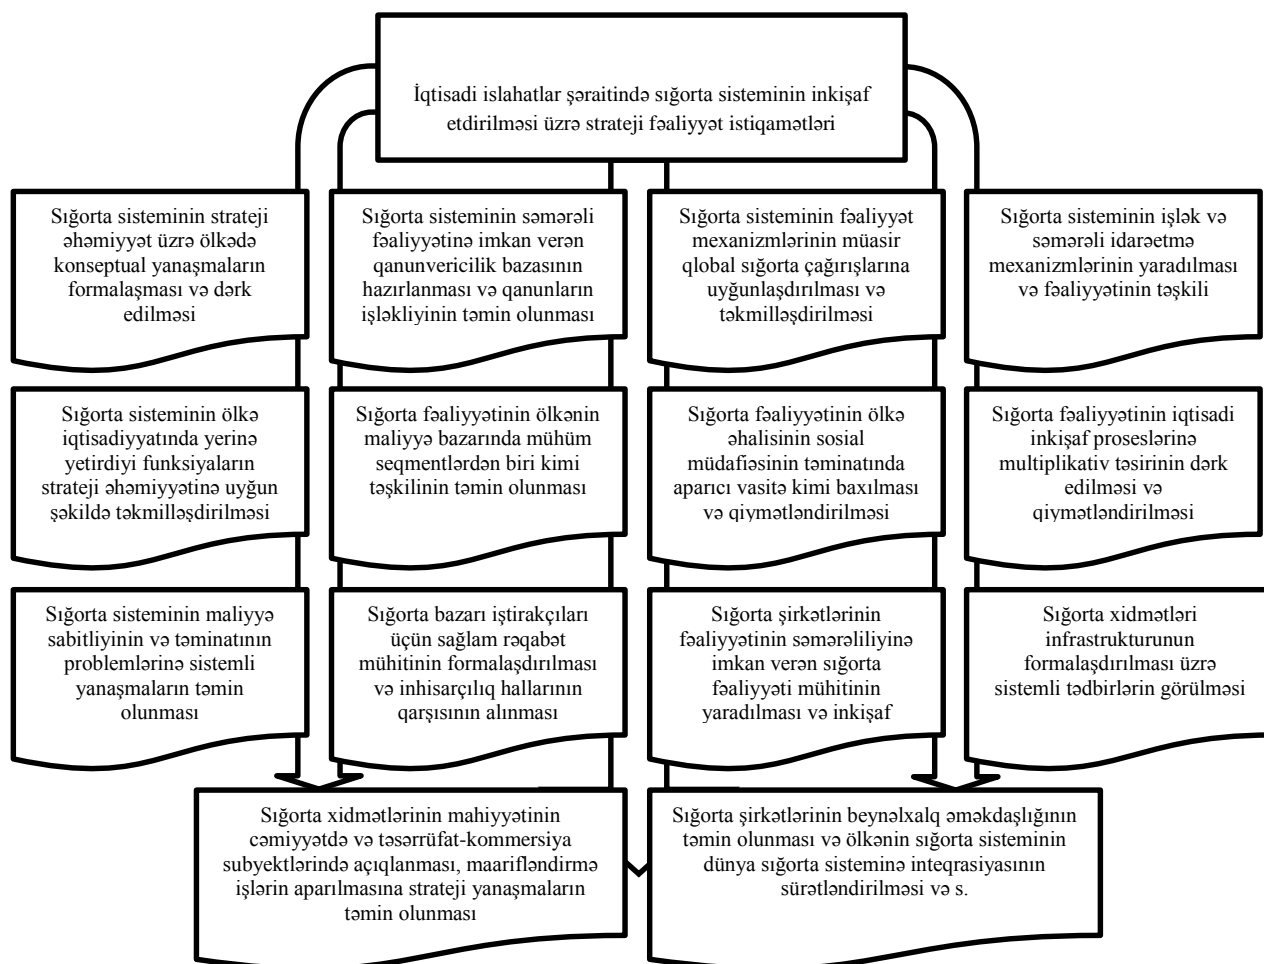 İqtisadi islahatlar şəraitində sığorta sisteminin inkişaf
etdirilməsi üzrə strateji fəaliyyət istiqamətləri
Sığorta sisteminin strateji
əhəmiyyət üzrə ölkədə
konseptual yanaşmaların
formalaşması və dərk
edilməsi
Sığorta sisteminin səmərəli
fəaliyyətinə imkan verən
qanunvericilik bazasının
hazırlanması və qanunların
işləkliyinin təmin olunması
Sığorta sisteminin fəaliyyət
mexanizmlərinin müasir
qlobal sığorta çağırışlarına
uyğunlaşdırılması və
təkmilləşdirilməsi
Sığorta sisteminin işlək və
səmərəli idarəetmə
mexanizmlərinin yaradılması
və fəaliyyətinin təşkili
Sığorta sisteminin ölkə
iqtisadiyyatında yerinə
yetirdiyi funksiyaların
strateji əhəmiyyətinə uyğun
şəkildə təkmilləşdirilməsi
Sığorta fəaliyyətinin ölkənin
maliyyə bazarında mühüm
seqmentlərdən biri kimi
təşkilinin təmin olunması
Sığorta fəaliyyətinin ölkə
əhalisinin sosial
müdafiəsinin təminatında
aparıcı vasitə kimi baxılması
və qiymətləndirilməsi
Sığorta fəaliyyətinin iqtisadi
inkişaf proseslərinə
multiplikativ təsirinin dərk
edilməsi və
qiymətləndirilməsi
Sığorta sisteminin maliyyə
sabitliyinin və təminatının
problemlərinə sistemli
yanaşmaların təmin
olunması
Sığorta bazarı iştirakçıları
üçün sağlam rəqabət
mühitinin formalaşdırılması
və inhisarçılıq hallarının
qarşısının alınması
Sığorta şirkətlərinin
fəaliyyətinin səmərəliliyinə
imkan verən sığorta
fəaliyyəti mühitinin
yaradılması və inkişaf
Sığorta xidmətləri
infrastrukturunun
formalaşdırılması üzrə
sistemli tədbirlərin görülməsi
Sığorta xidmətlərinin mahiyyətinin
cəmiyyətdə və təsərrüfat-kommersiya
subyektlərində açıqlanması, maarifləndirmə
işlərin aparılmasına strateji yanaşmaların
təmin olunması
Sığorta şirkətlərinin beynəlxalq əməkdaşlığının
təmin olunması və ölkənin sığorta sisteminin
dünya sığorta sisteminə inteqrasiyasının
sürətləndirilməsi və s.